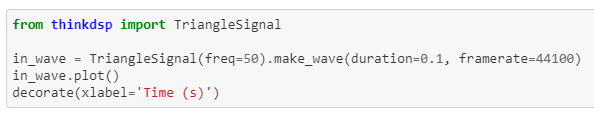 from thinkdsp import TriangleSignal
in_wave = TriangleSignal(freq=50).make_wave(duration=0.1, framerate=44100)
in_wave.plot()
decorate(xlabel='Time (s)')